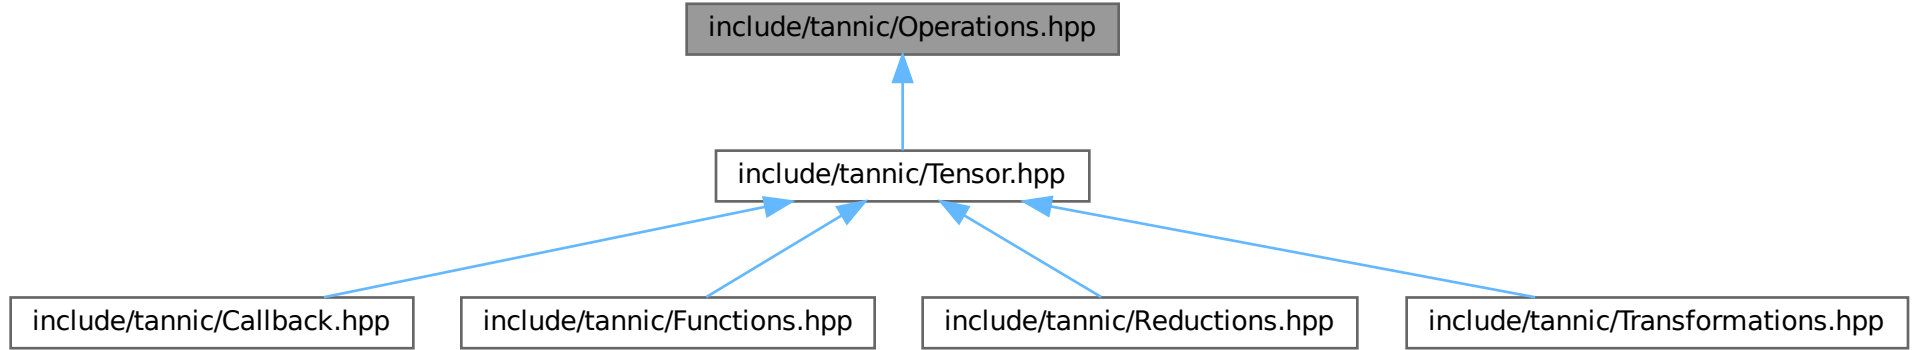 include/tannic/Operations.hpp
include/tannic/Tensor.hpp
include/tannic/Callback.hpp
include/tannic/Functions.hpp
include/tannic/Reductions.hpp
include/tannic/Transformations.hpp